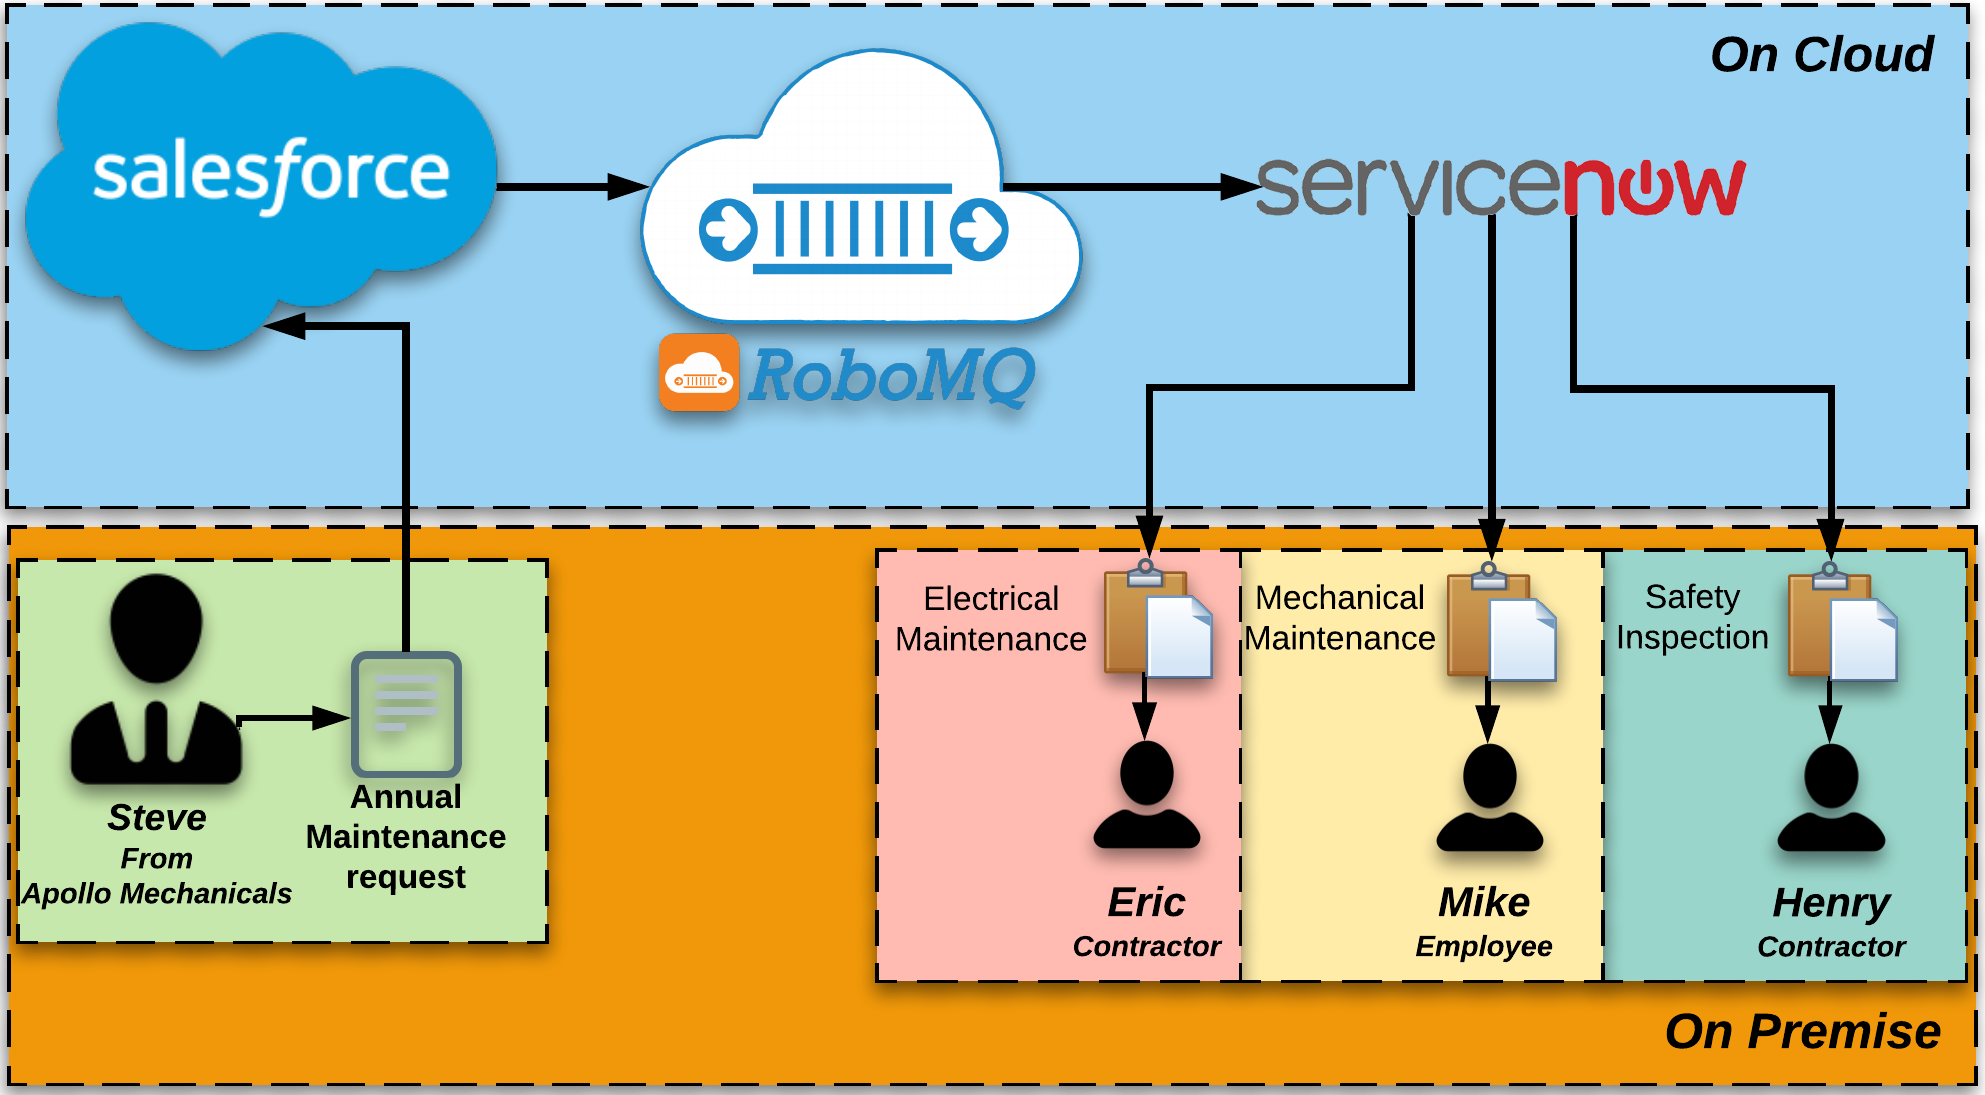 On Cloud
salesforce
servicenow
RoboMQ
Electrical
Maintenance
Mechanical
Maintenance
Safety
Inspection
Steve
From
Apollo Mechanicals
Annual
Maintenance
request
Eric
Contractor
Mike
Employee
Henry
Contractor
On Premise